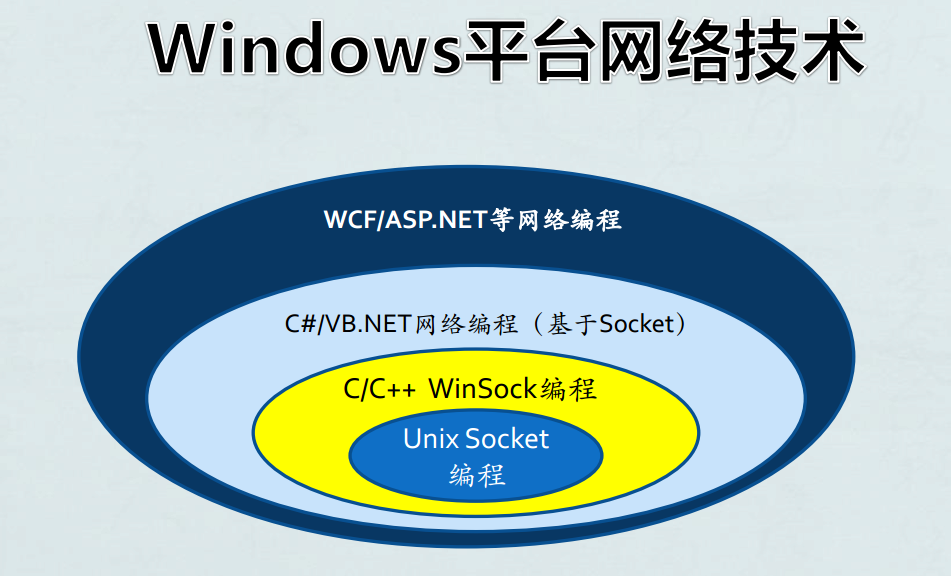 Windows平台网络技术
WCF/ASP.NET等网络编程
C#/VB.NET网络编程（基于Socket）
C/C++ WinSock编程
Unix Socket
编程